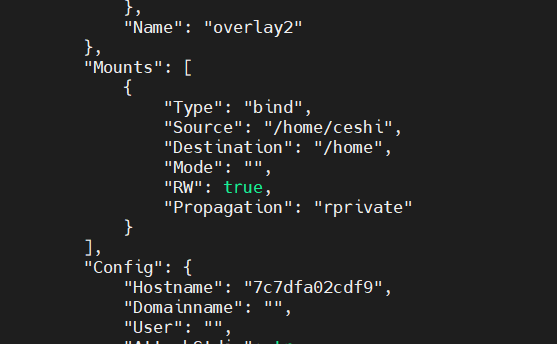 },
"Name": "overlay2"
},
"Mounts": [
{
"Type": "bind",
"Source": "/home/ceshi",
"Destination": "/home",
"Mode": "",
"RW": true,
"Propagation": "rprivate"
}
],
"Config": {
"Hostname": "7c7dfa02cdf9",
"Domainname": "",
"User": "",